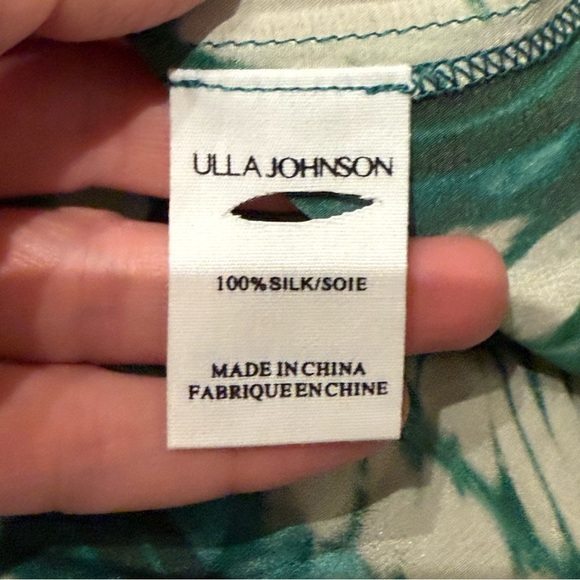 ULLA JOHNSON
100%SILK/SOIE
MADE IN CHINA
FABRIQUE EN CHINE